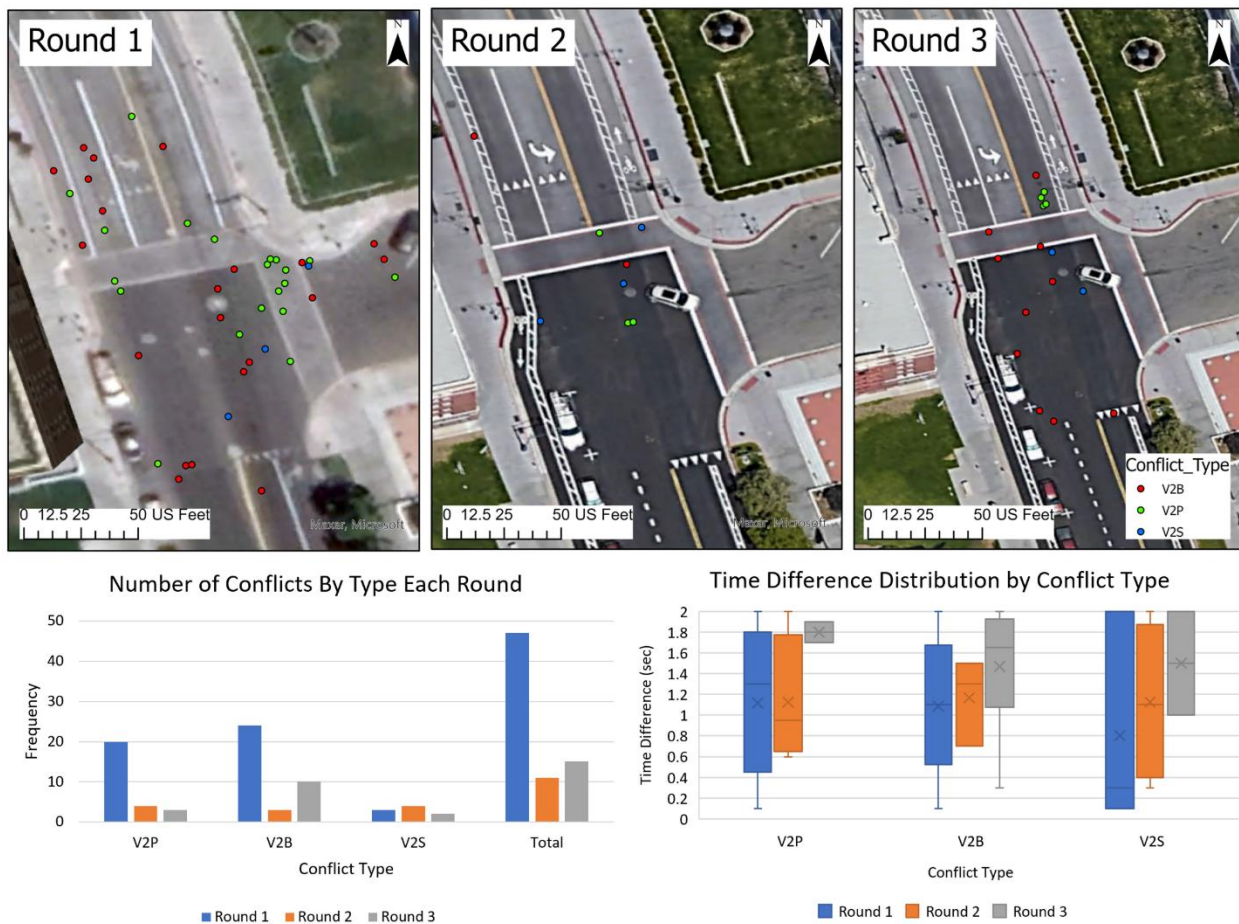 Round 1
N
Round 2
N
Round 3
N
0 12.5 25 50 US Feet
Maxar, Microsoft
0 12.5 25 50 US Feet
Maxar, Microsoft
0 12.5 25 50 US Feet
Conflict_Type
V2B
V2P
V2S
Maxar, Microsoft
Number of Conflicts By Type Each Round
50
40
30
20
10
0
Frequency
V2P V2B V2S Total
Conflict Type
Round 1 Round 2 Round 3
Time Difference Distribution by Conflict Type
2
1.8
1.6
1.4
1.2
1
0.8
0.6
0.4
0.2
0
Time Difference (sec)
V2P V2B V2S
Conflict Type
Round 1 Round 2 Round 3